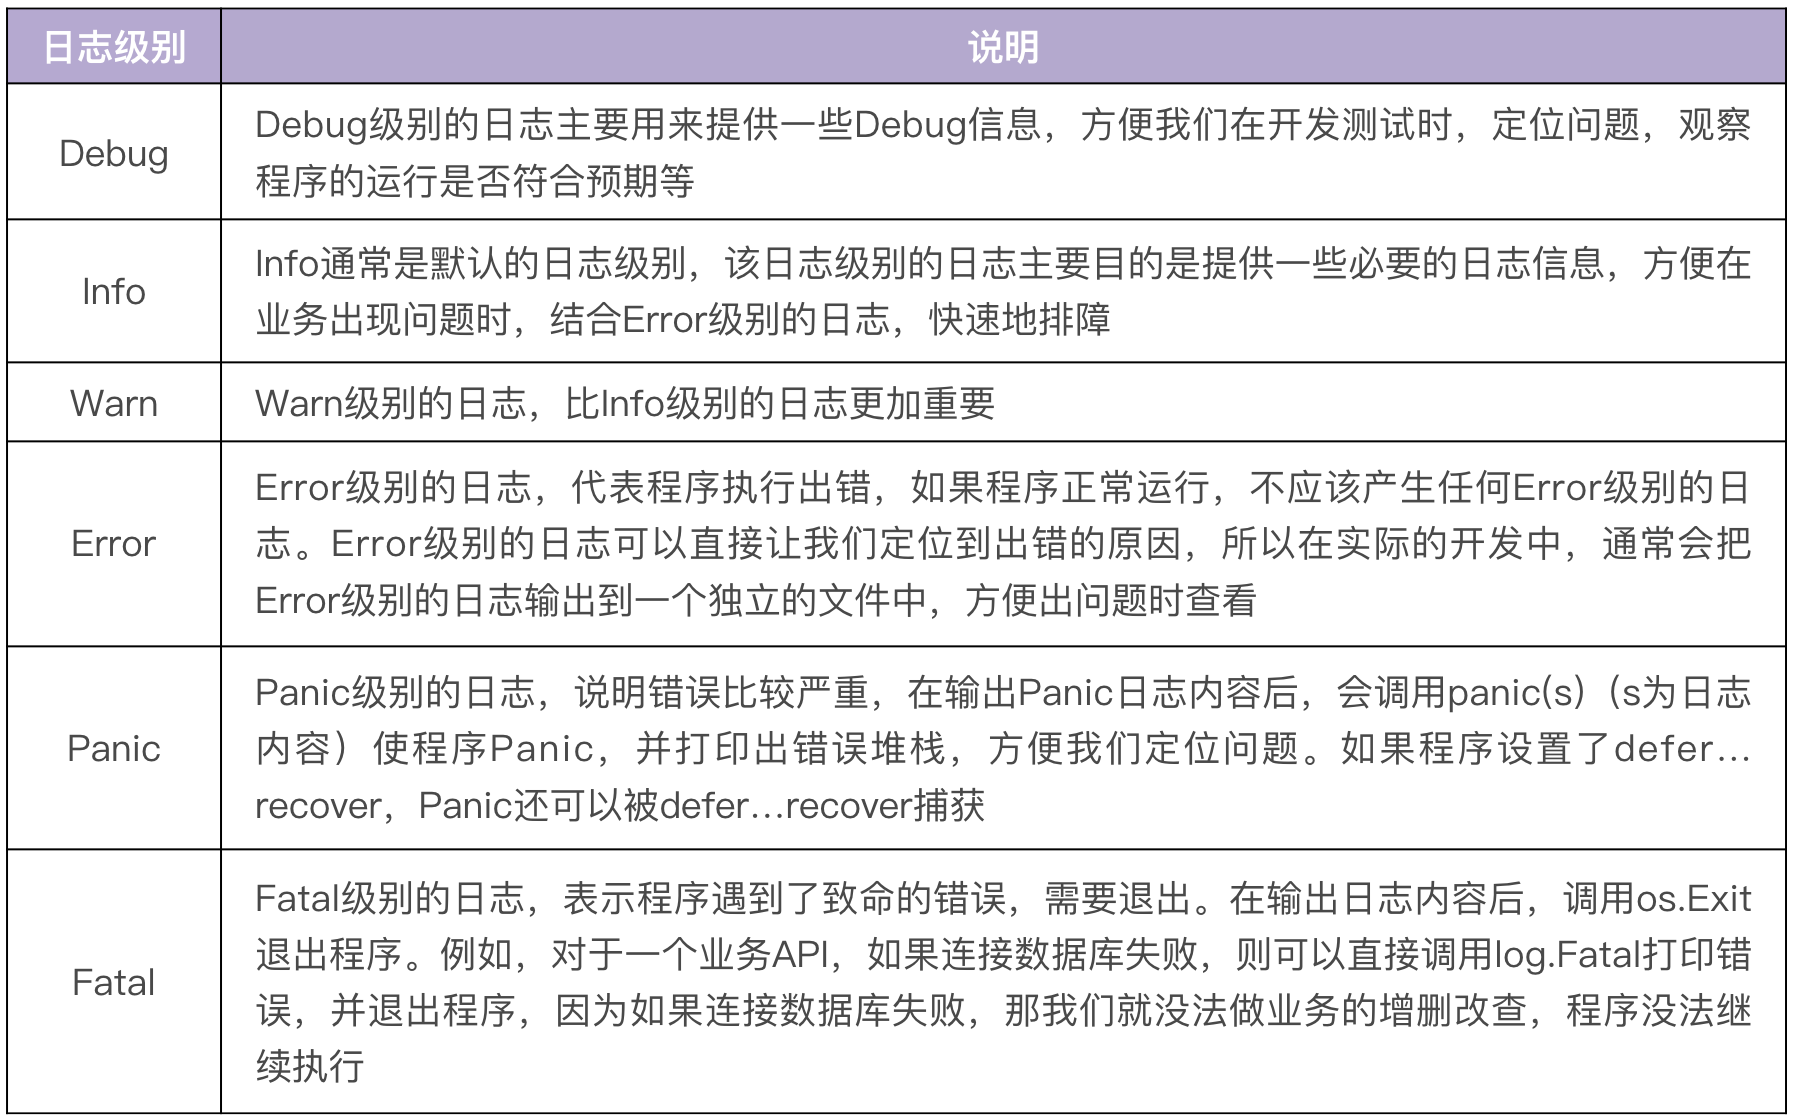 日志级别
说明
Debug
Debug级别的日志主要用来提供一些Debug信息，方便我们在开发测试时，定位问题，观察
程序的运行是否符合预期等
Info
Info通常是默认的日志级别，该日志级别的日志主要目的是提供一些必要的日志信息，方便在
业务出现问题时，结合Error级别的日志，快速地排障
Warn
Warn级别的日志，比Info级别的日志更加重要
Error
Error级别的日志，代表程序执行出错，如果程序正常运行，不应该产生任何Error级别的日
志。Error级别的日志可以直接让我们定位到出错的原因，所以在实际的开发中，通常会把
Error级别的日志输出到一个独立的文件中，方便出问题时查看
Panic
Panic级别的日志，说明错误比较严重，在输出Panic日志内容后，会调用panic(s)（s为日志
内容）使程序Panic，并打印出错误堆栈，方便我们定位问题。如果程序设置了defer…
recover，Panic还可以被defer…recover捕获
Fatal
Fatal级别的日志，表示程序遇到了致命的错误，需要退出。在输出日志内容后，调用os.Exit
退出程序。例如，对于一个业务API，如果连接数据库失败，则可以直接调用log.Fatal打印错
误，并退出程序，因为如果连接数据库失败，那我们就没法做业务的增删改查，程序没法继
续执行